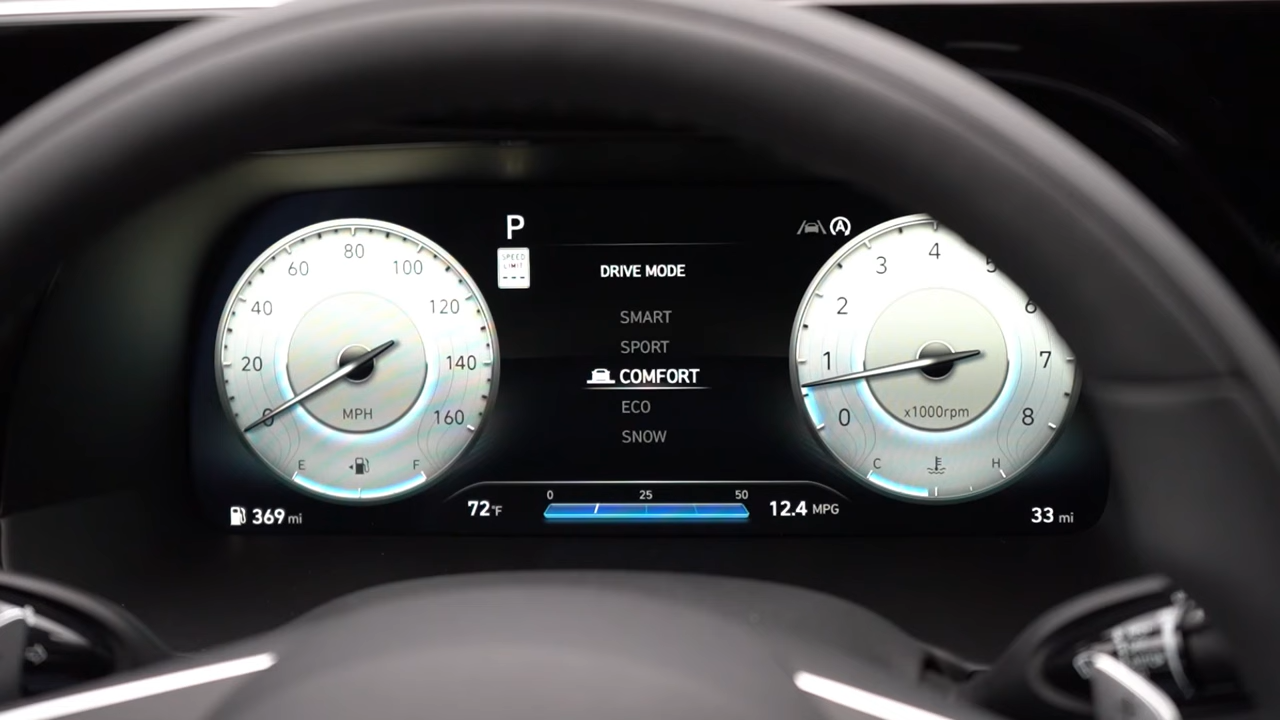 80
60
100
40
120
20
140
0
160
MPH
E
F
369 mi
P
SPEED
LIMIT
---
DRIVE MODE
SMART
SPORT
COMFORT
ECO
SNOW
72°F
0 25 50
12.4 MPG
A
4
3
5
2
6
1
7
0
8
x1000rpm
C
H
33 mi